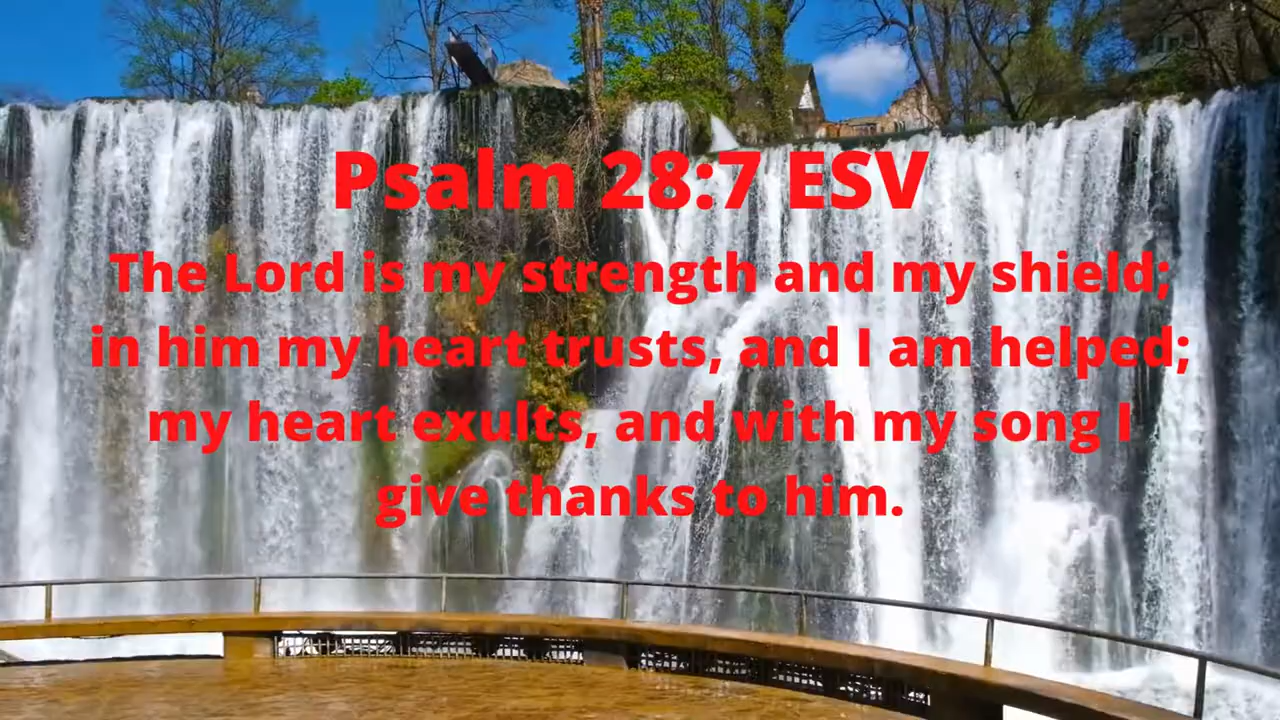 Psalm 28:7 ESV
The Lord is my strength and my shield;
in him my heart trusts, and I am helped;
my heart exults, and with my song I
give thanks to him.